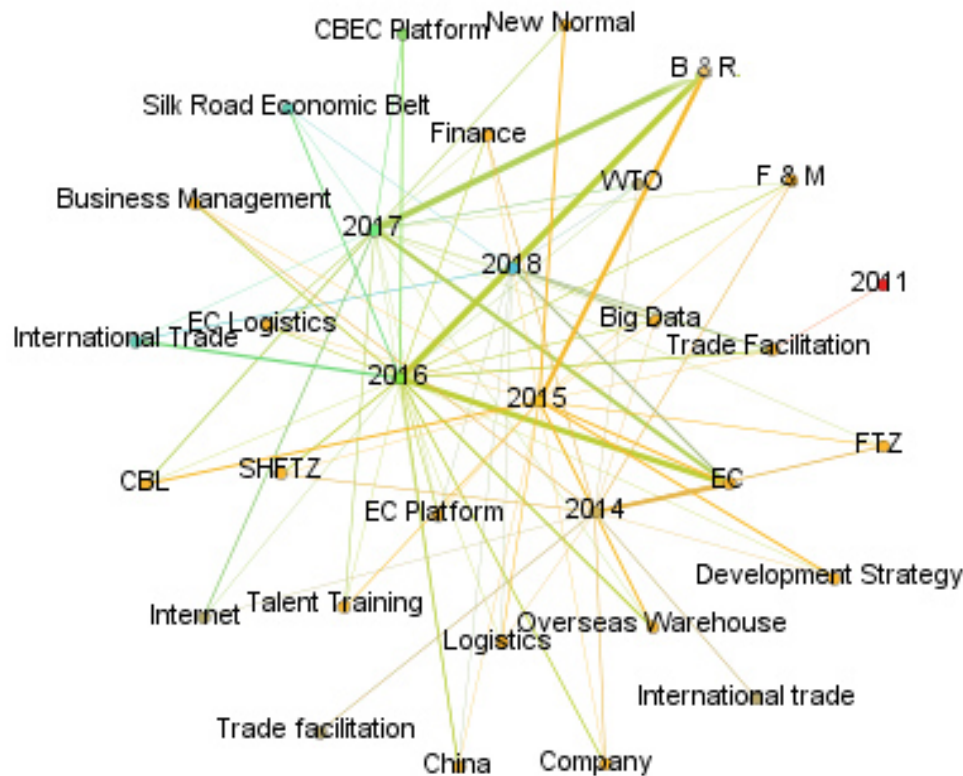 CBEC Platform
New Normal
B & R
Silk Road Economic Belt
Finance
WTO
F & M
Business Management
2017
2018
2011
EC Logistics
Big Data
International Trade
Trade Facilitation
2016
2015
FTZ
CBL
SHFTZ
EC
EC Platform
2014
Development Strategy
Internet
Talent Training
Overseas Warehouse
Logistics
International trade
Trade facilitation
China
Company